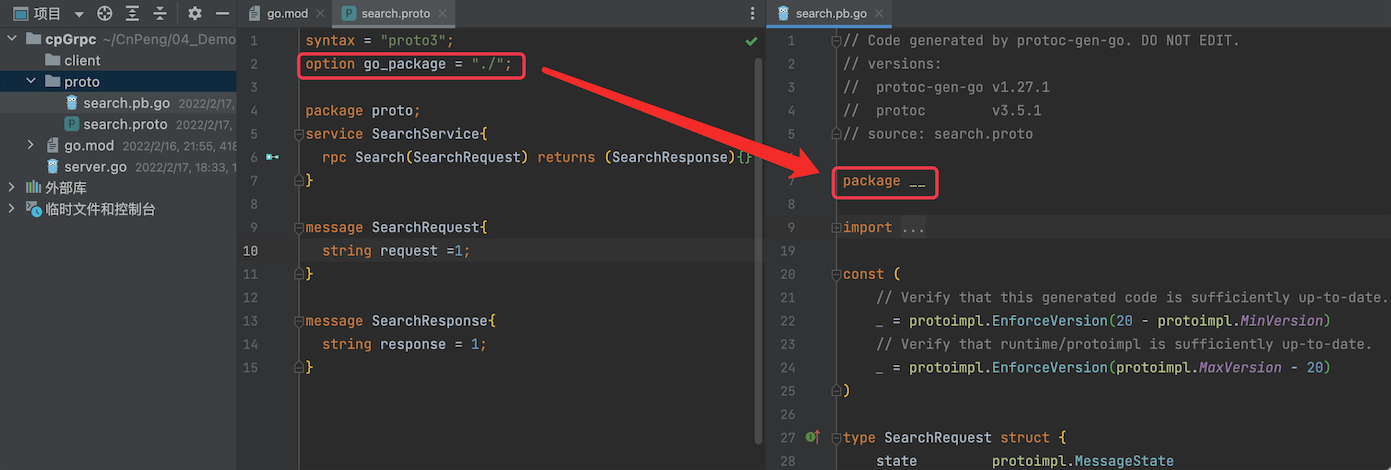 项目
cpGrpc ~/CnPeng/04_Demo
client
proto
search.pb.go 2022/2/17,
search.proto 2022/2/17,
go.mod 2022/2/16, 21:55, 418
server.go 2022/2/17, 18:33, 1
外部库
临时文件和控制台
go.mod
search.proto
1 syntax = "proto3";
2 option go_package = "./";
3
4 package proto;
5 service SearchService{
6 rpc Search(SearchRequest) returns (SearchResponse){}
7 }
8
9 message SearchRequest{
10 string request =1;
11 }
12
13 message SearchResponse{
14 string response = 1;
15 }
search.pb.go
1 // Code generated by protoc-gen-go. DO NOT EDIT.
2 // versions:
3 // protoc-gen-go v1.27.1
4 // protoc v3.5.1
5 // source: search.proto
7 package __
8
9 import ...
19
20 const (
21 // Verify that this generated code is sufficiently up-to-date.
22 _ = protoimpl.EnforceVersion(20 - protoimpl.MinVersion)
23 // Verify that runtime/protoimpl is sufficiently up-to-date.
24 _ = protoimpl.EnforceVersion(protoimpl.MaxVersion - 20)
25 )
26
27 type SearchRequest struct {
28 state protoimpl.MessageState